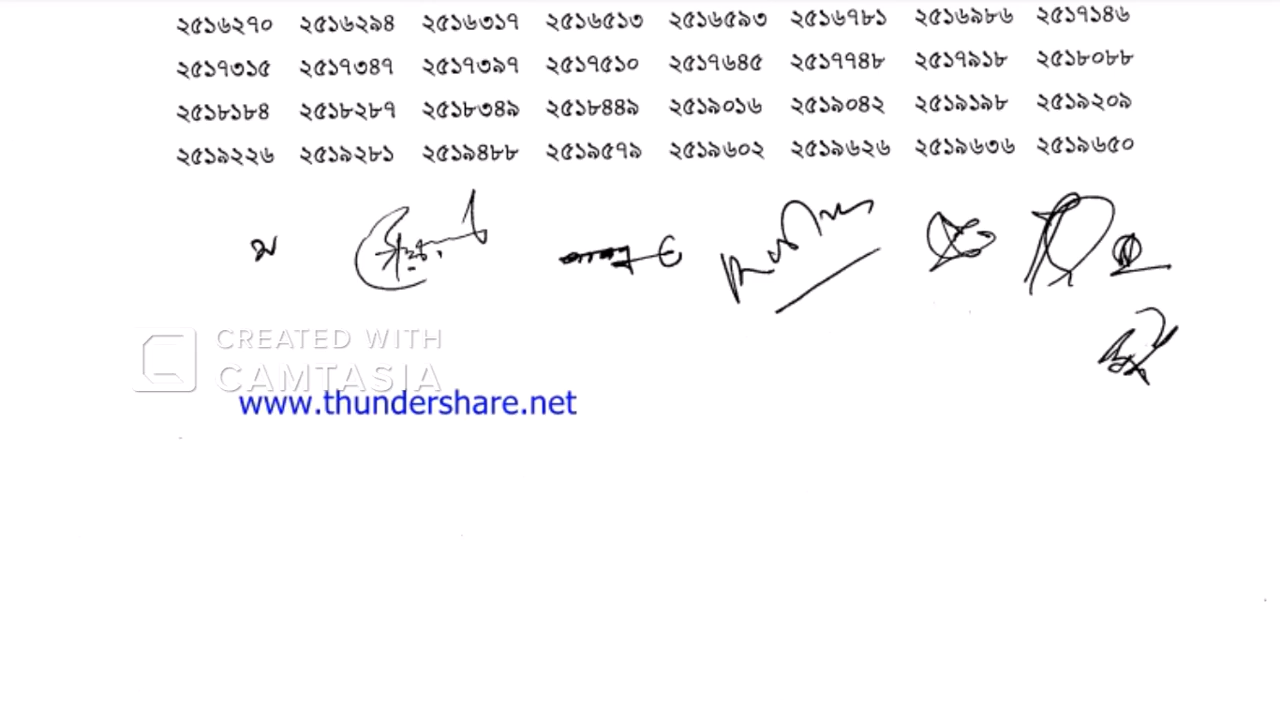 ২৫১৬২৭০ ২৫১৬২৯৪ ২৫১৬৩১৭ ২৫১৬৫১৩ ২৫১৬৫৯৩ ২৫১৬৭৮১ ২৫১৬৯৮৬ ২৫১৭১৪৬
২৫১৭৩১৫ ২৫১৭৩৪৭ ২৫১৭৩৯৭ ২৫১৭৫১০ ২৫১৭৬৪৫ ২৫১৭৭৪৮ ২৫১৭৯১৮ ২৫১৮০৮৮
২৫১৮১৮৪ ২৫১৮২৮৭ ২৫১৮৩৪৯ ২৫১৮৪৪৯ ২৫১৯০১৬ ২৫১৯০৪২ ২৫১৯১৯৮ ২৫১৯২০৯
২৫১৯২২৬ ২৫১৯২৮১ ২৫১৯৪৮৮ ২৫১৯৫৭৯ ২৫১৯৬০২ ২৫১৯৬২৬ ২৫১৯৬৩৬ ২৫১৯৬৫০
CREATED WITH
CAMTASIA
www.thundershare.net